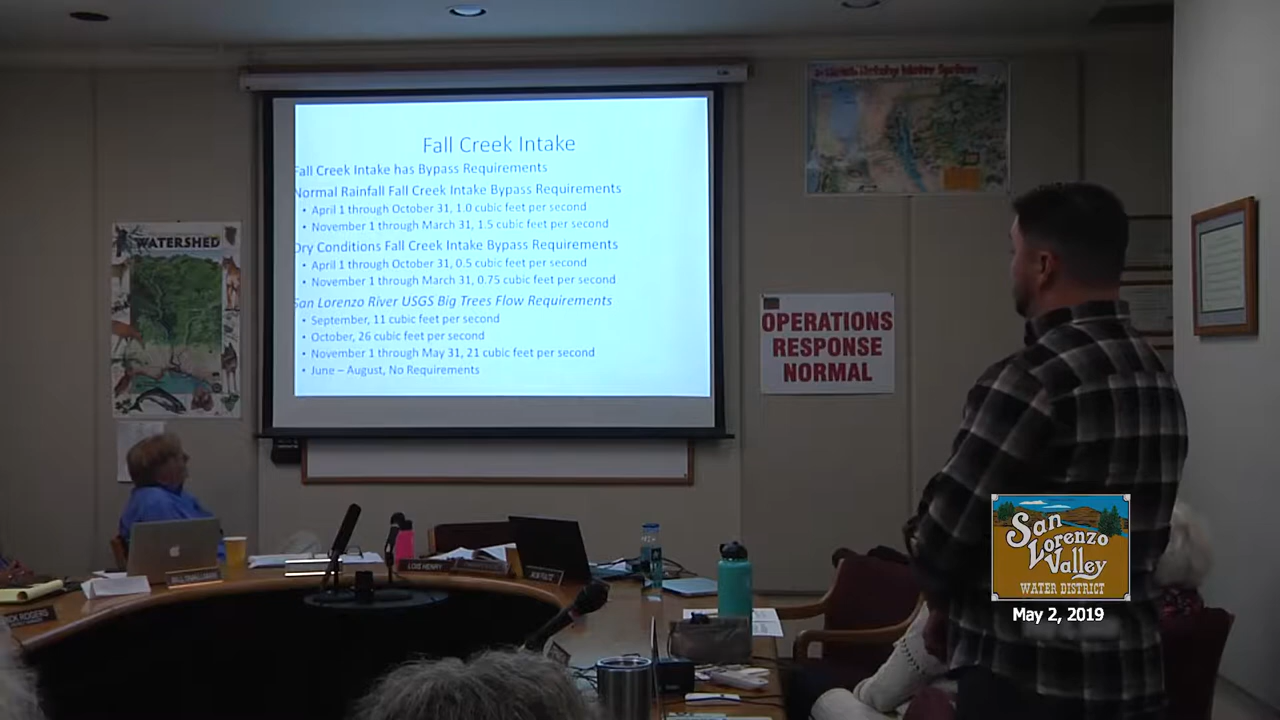 Fall Creek Intake
Fall Creek Intake has Bypass Requirements
Normal Rainfall Fall Creek Intake Bypass Requirements
• April 1 through October 31, 1.0 cubic feet per second
• November 1 through March 31, 1.5 cubic feet per second
Dry Conditions Fall Creek Intake Bypass Requirements
• April 1 through October 31, 0.5 cubic feet per second
• November 1 through March 31, 0.75 cubic feet per second
San Lorenzo River USGS Big Trees Flow Requirements
• September, 11 cubic feet per second
• October, 26 cubic feet per second
• November 1 through May 31, 21 cubic feet per second
• June – August, No Requirements
WATERSHED
OPERATIONS
RESPONSE
NORMAL
LOIS HENRY
ROGERS
San
Lorenzo
Valley
WATER DISTRICT
May 2, 2019